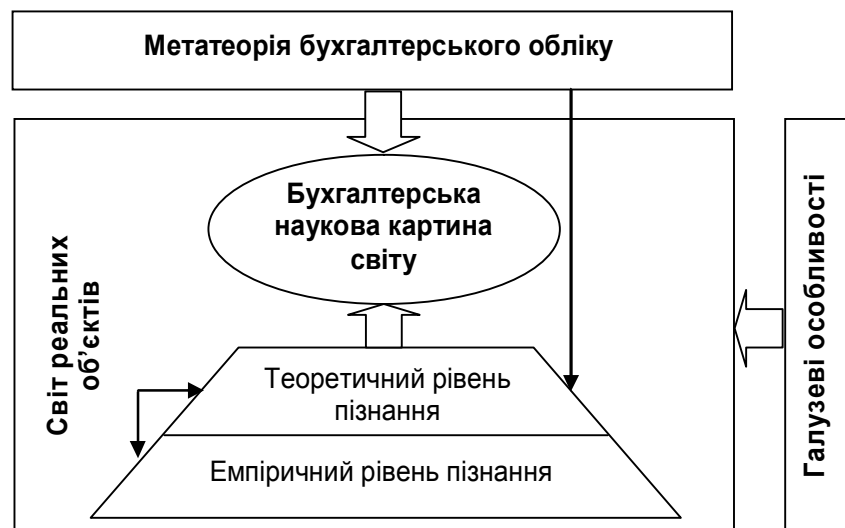 Метатеорія бухгалтерського обліку
Бухгалтерська
наукова картина
світу
Світ реальних
об’єктів
Теоретичний рівень
пізнання
Емпіричний рівень пізнання
Галузеві особливості